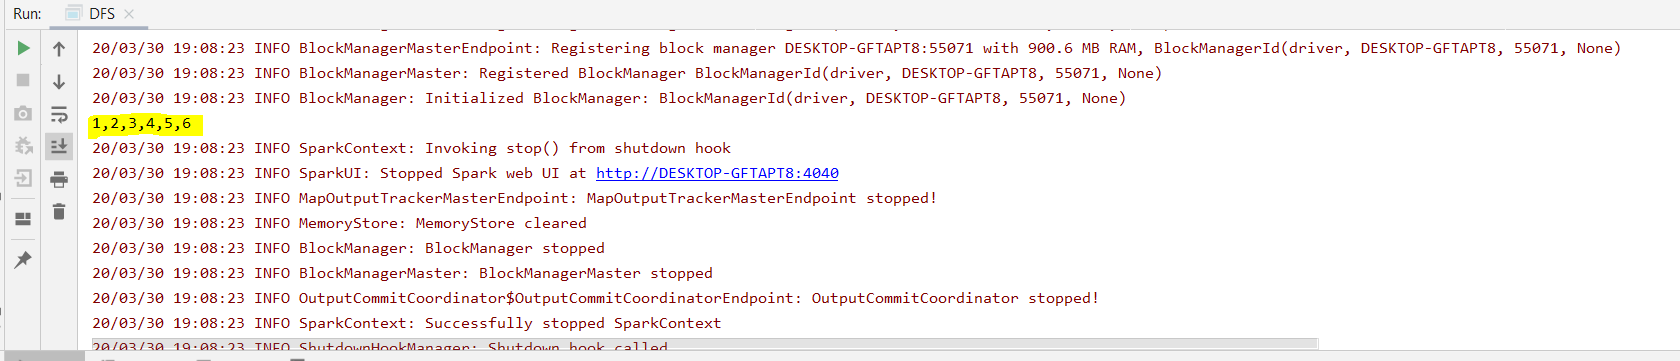 Run: DFS
20/03/30 19:08:23 INFO BlockManagerMasterEndpoint: Registering block manager DESKTOP-GFTAPT8:55071 with 900.6 MB RAM, BlockManagerId(driver, DESKTOP-GFTAPT8, 55071, None)
20/03/30 19:08:23 INFO BlockManagerMaster: Registered BlockManager BlockManagerId(driver, DESKTOP-GFTAPT8, 55071, None)
20/03/30 19:08:23 INFO BlockManager: Initialized BlockManager: BlockManagerId(driver, DESKTOP-GFTAPT8, 55071, None)
1,2,3,4,5,6
20/03/30 19:08:23 INFO SparkContext: Invoking stop() from shutdown hook
20/03/30 19:08:23 INFO SparkUI: Stopped Spark web UI at http://DESKTOP-GFTAPT8:4040
20/03/30 19:08:23 INFO MapOutputTrackerMasterEndpoint: MapOutputTrackerMasterEndpoint stopped!
20/03/30 19:08:23 INFO MemoryStore: MemoryStore cleared
20/03/30 19:08:23 INFO BlockManager: BlockManager stopped
20/03/30 19:08:23 INFO BlockManagerMaster: BlockManagerMaster stopped
20/03/30 19:08:23 INFO OutputCommitCoordinator$OutputCommitCoordinatorEndpoint: OutputCommitCoordinator stopped!
20/03/30 19:08:23 INFO SparkContext: Successfully stopped SparkContext
20/03/30 19:08:23 INFO ShutdownHookManager: Shutdown hook called